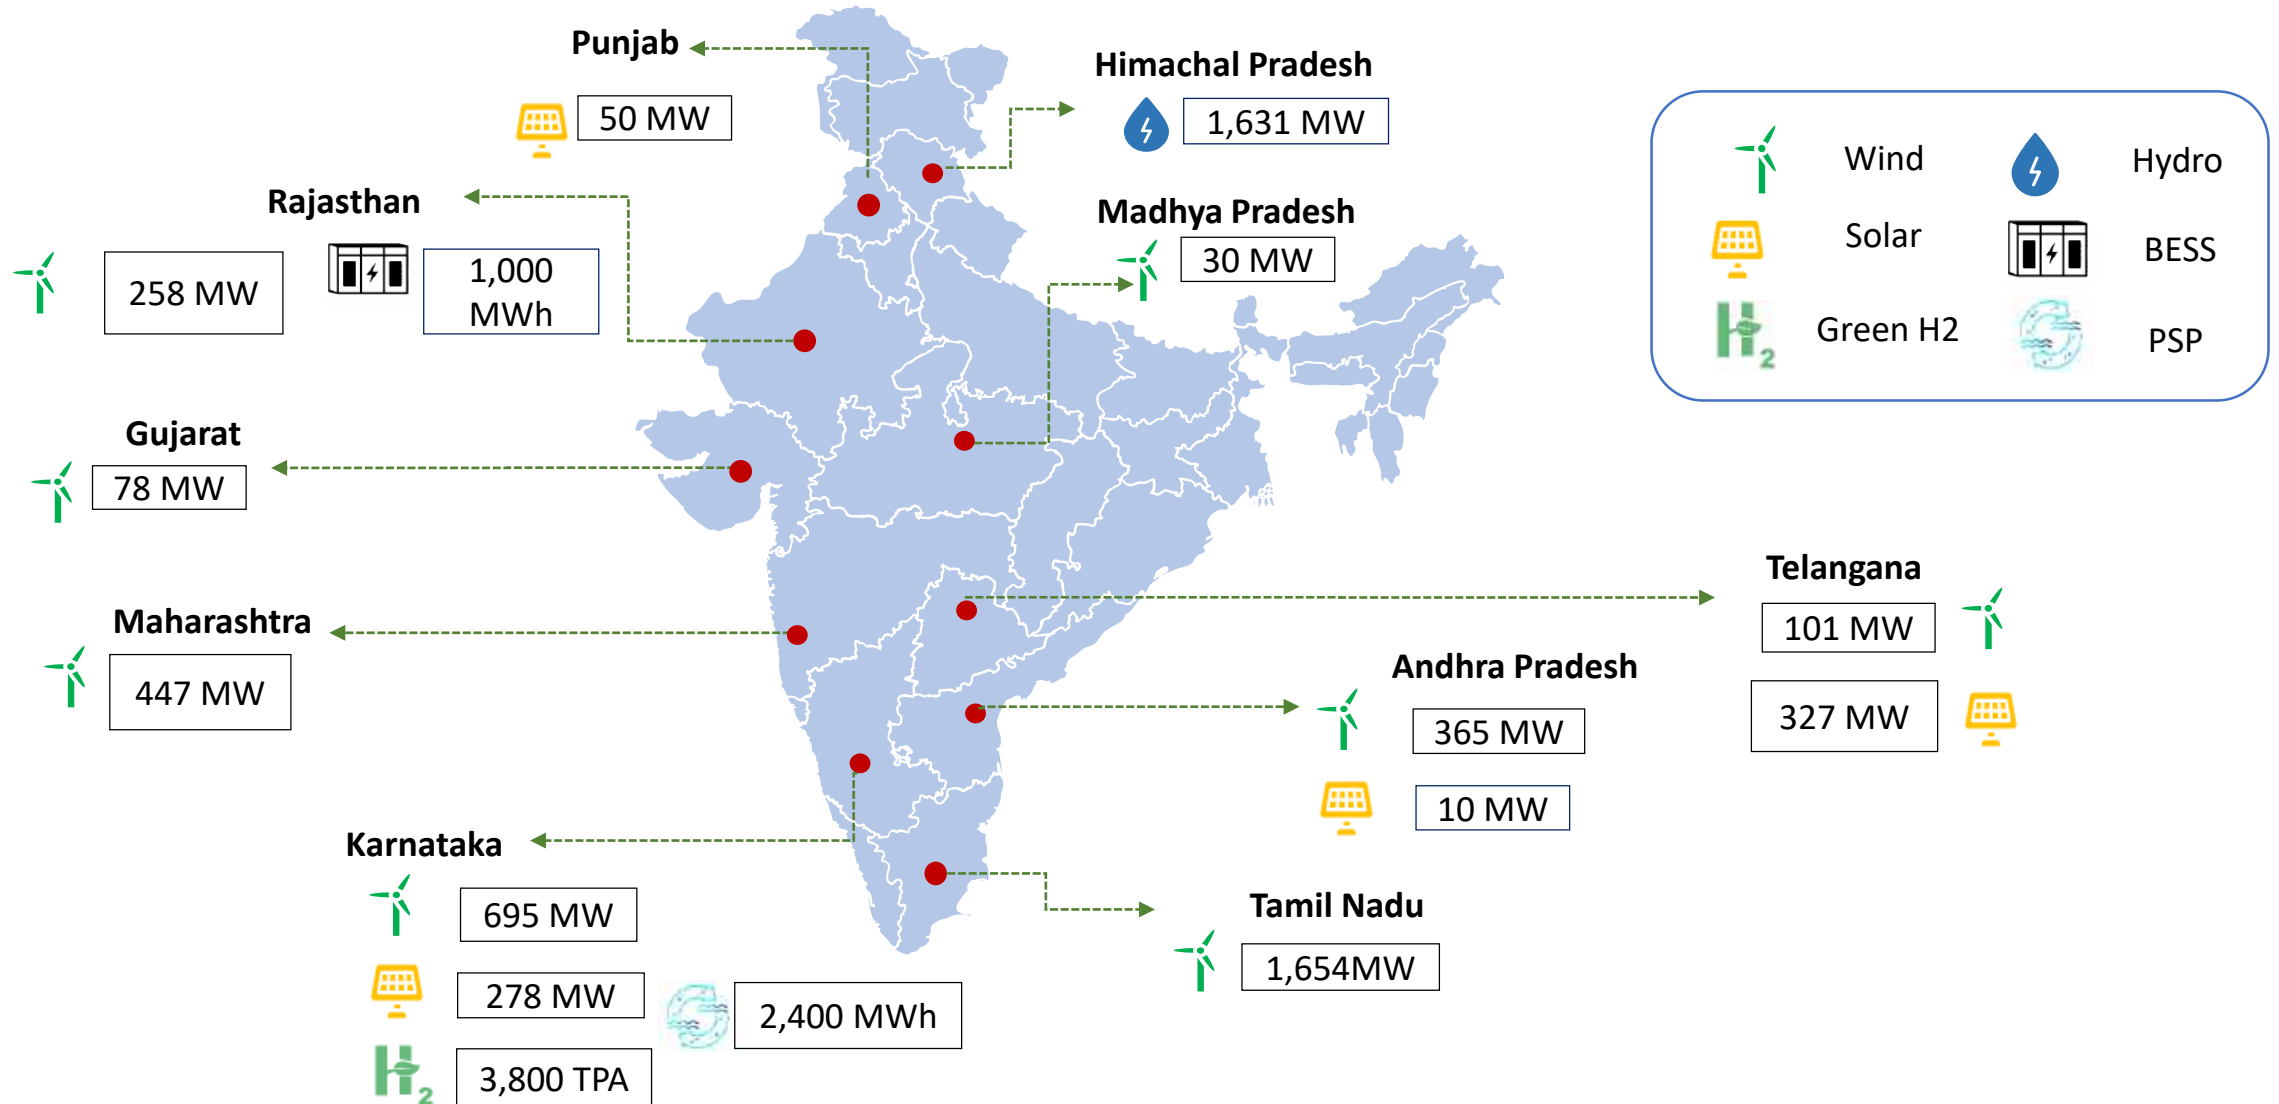 Punjab
50 MW
Himachal Pradesh
1,631 MW
Rajasthan
258 MW
1,000
MWh
Madhya Pradesh
30 MW
Wind
Hydro
Solar
BESS
H2
Green H2
PSP
Gujarat
78 MW
Maharashtra
447 MW
Telangana
101 MW
327 MW
Andhra Pradesh
365 MW
10 MW
Karnataka
695 MW
278 MW
2,400 MWh
H2
3,800 TPA
Tamil Nadu
1,654MW